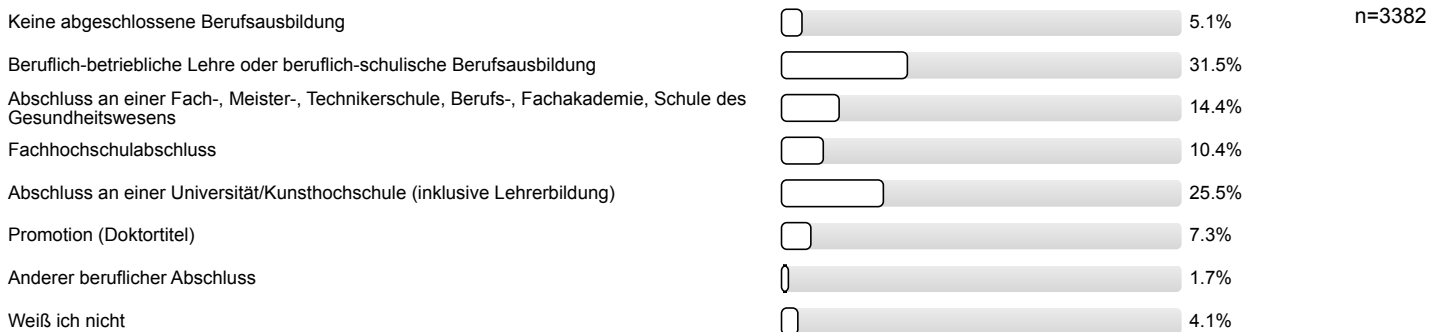 Keine abgeschlossene Berufsausbildung 5.1% n=3382
Beruflich-betriebliche Lehre oder beruflich-schulische Berufsausbildung 31.5%
Abschluss an einer Fach-, Meister-, Technikerschule, Berufs-, Fachakademie, Schule des
Gesundheitswesens 14.4%
Fachhochschulabschluss 10.4%
Abschluss an einer Universität/Kunsthochschule (inklusive Lehrerbildung) 25.5%
Promotion (Doktortitel) 7.3%
Anderer beruflicher Abschluss 1.7%
Weiß ich nicht 4.1%